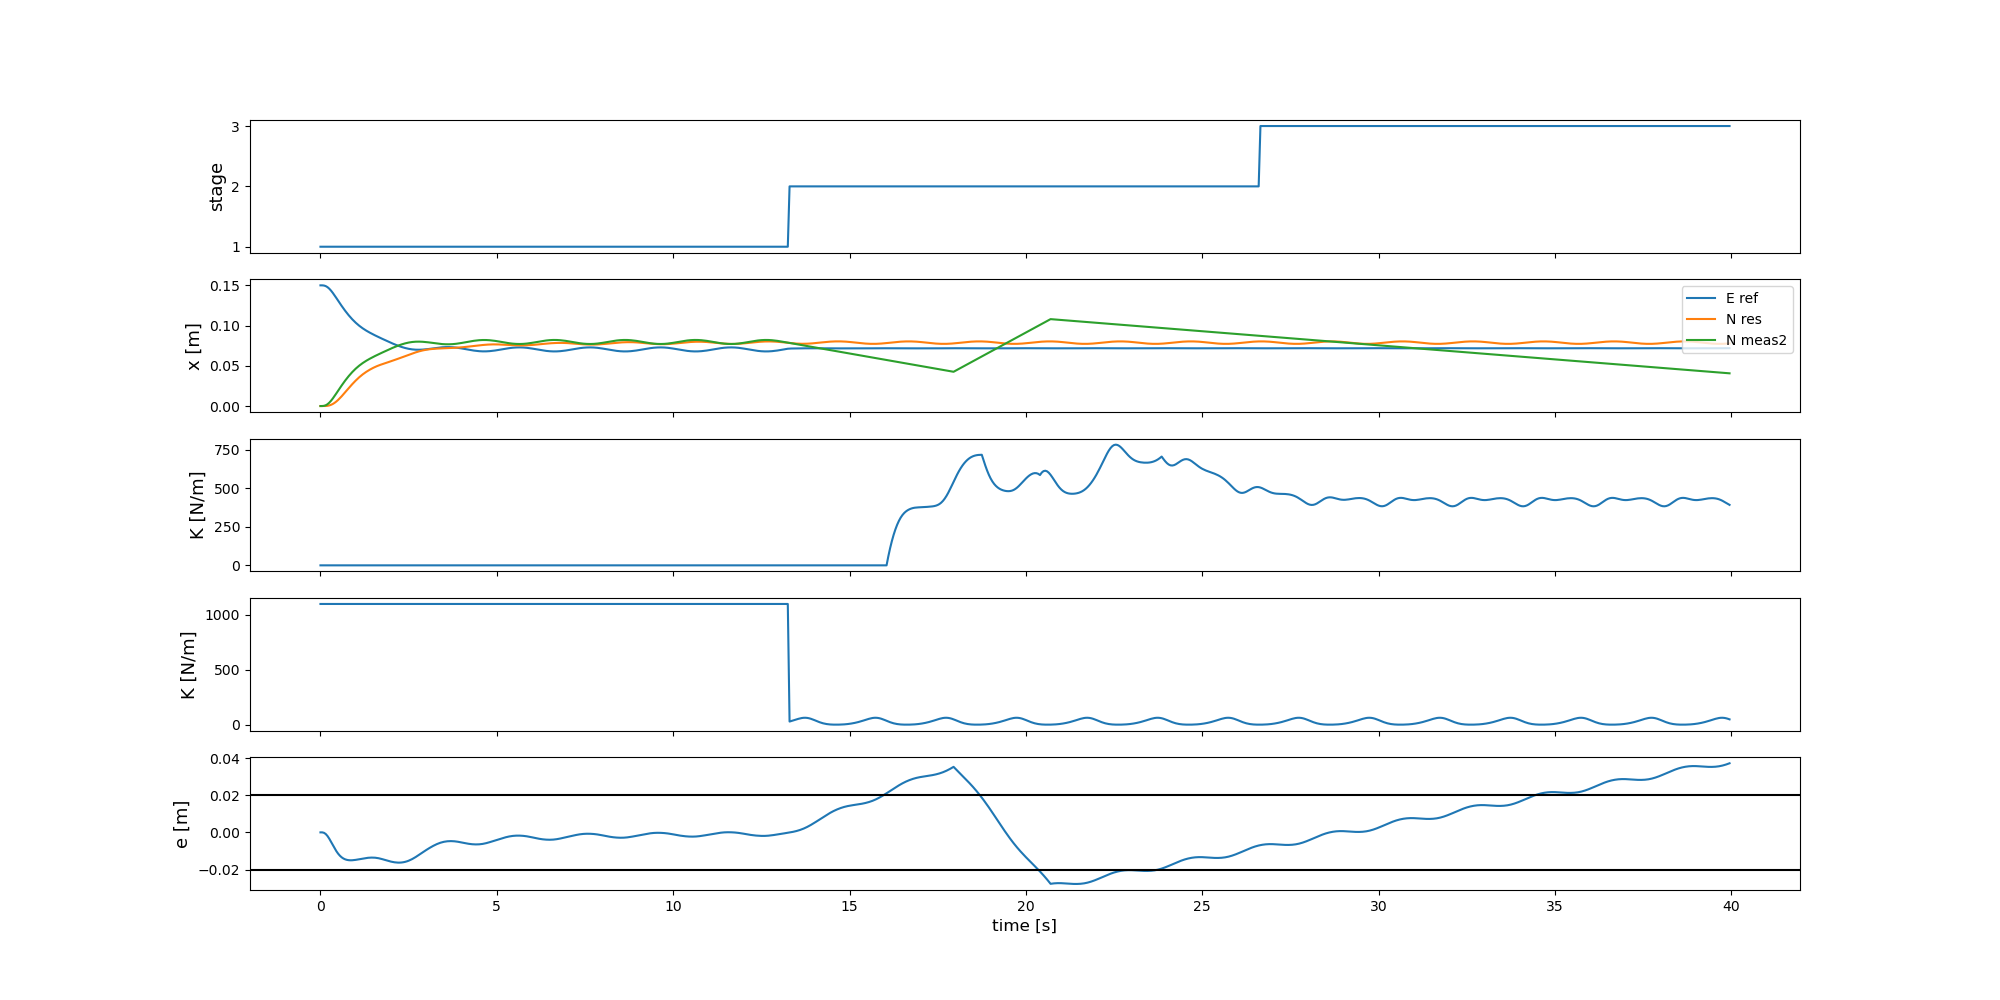 3
2
1
stage
0.15
0.10
0.05
0.00
x [m]
E ref
N res
N meas2
750
500
250
0
K [N/m]
1000
500
0
K [N/m]
0.04
0.02
0.00
−0.02
e [m]
0 5 10 15 20 25 30 35 40
time [s]